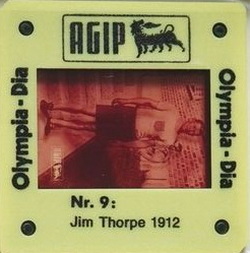 AGIP
Olympia - Dia
Olympia - Dia
Nr. 9:
Jim Thorpe 1912